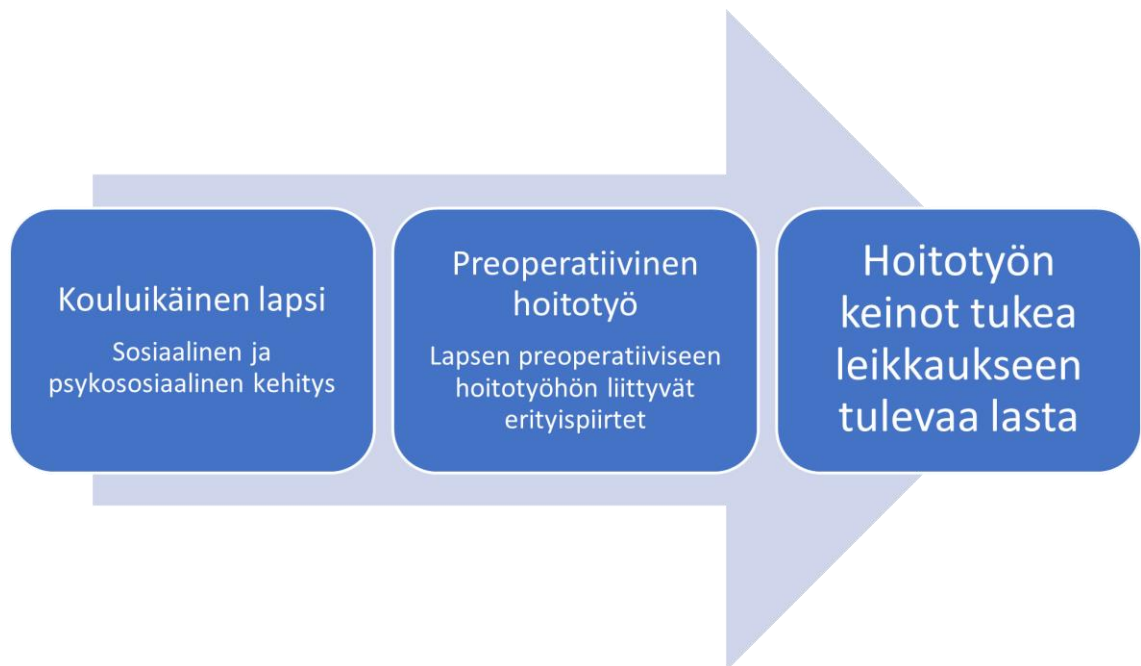 Kouluikäinen lapsi
Sosiaalinen ja
psykososiaalinen kehitys
Preoperatiivinen
hoitotyö
Lapsen preoperatiiviseen
hoitotyöhön liittyvät
erityispiirtet
Hoitotyön
keinot tukea
leikkaukseen
tulevaa lasta